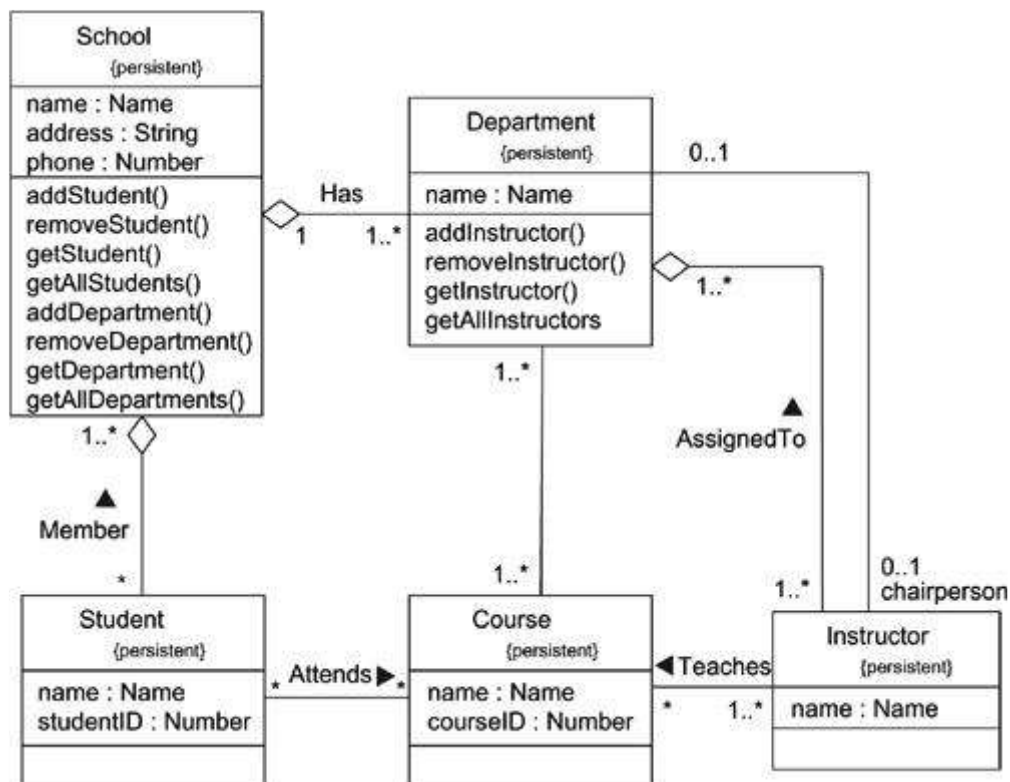 School
{persistent}
name : Name
address : String
phone : Number
addStudent()
removeStudent()
getStudent()
getAllStudents()
addDepartment()
removeDepartment()
getDepartment()
getAllDepartments()
Has
1
1..*
Department
{persistent}
name : Name
addInstructor()
removeInstructor()
getInstructor()
getAllInstructors
0..1
1..*
1..*
▲
Member
*
1..*
1..*
▲
AssignedTo
1..*
0..1
chairperson
Student
{persistent}
name : Name
studentID : Number
Attends ▶
*
*
Course
{persistent}
name : Name
courseID : Number
◀ Teaches
*
1..*
Instructor
{persistent}
name : Name